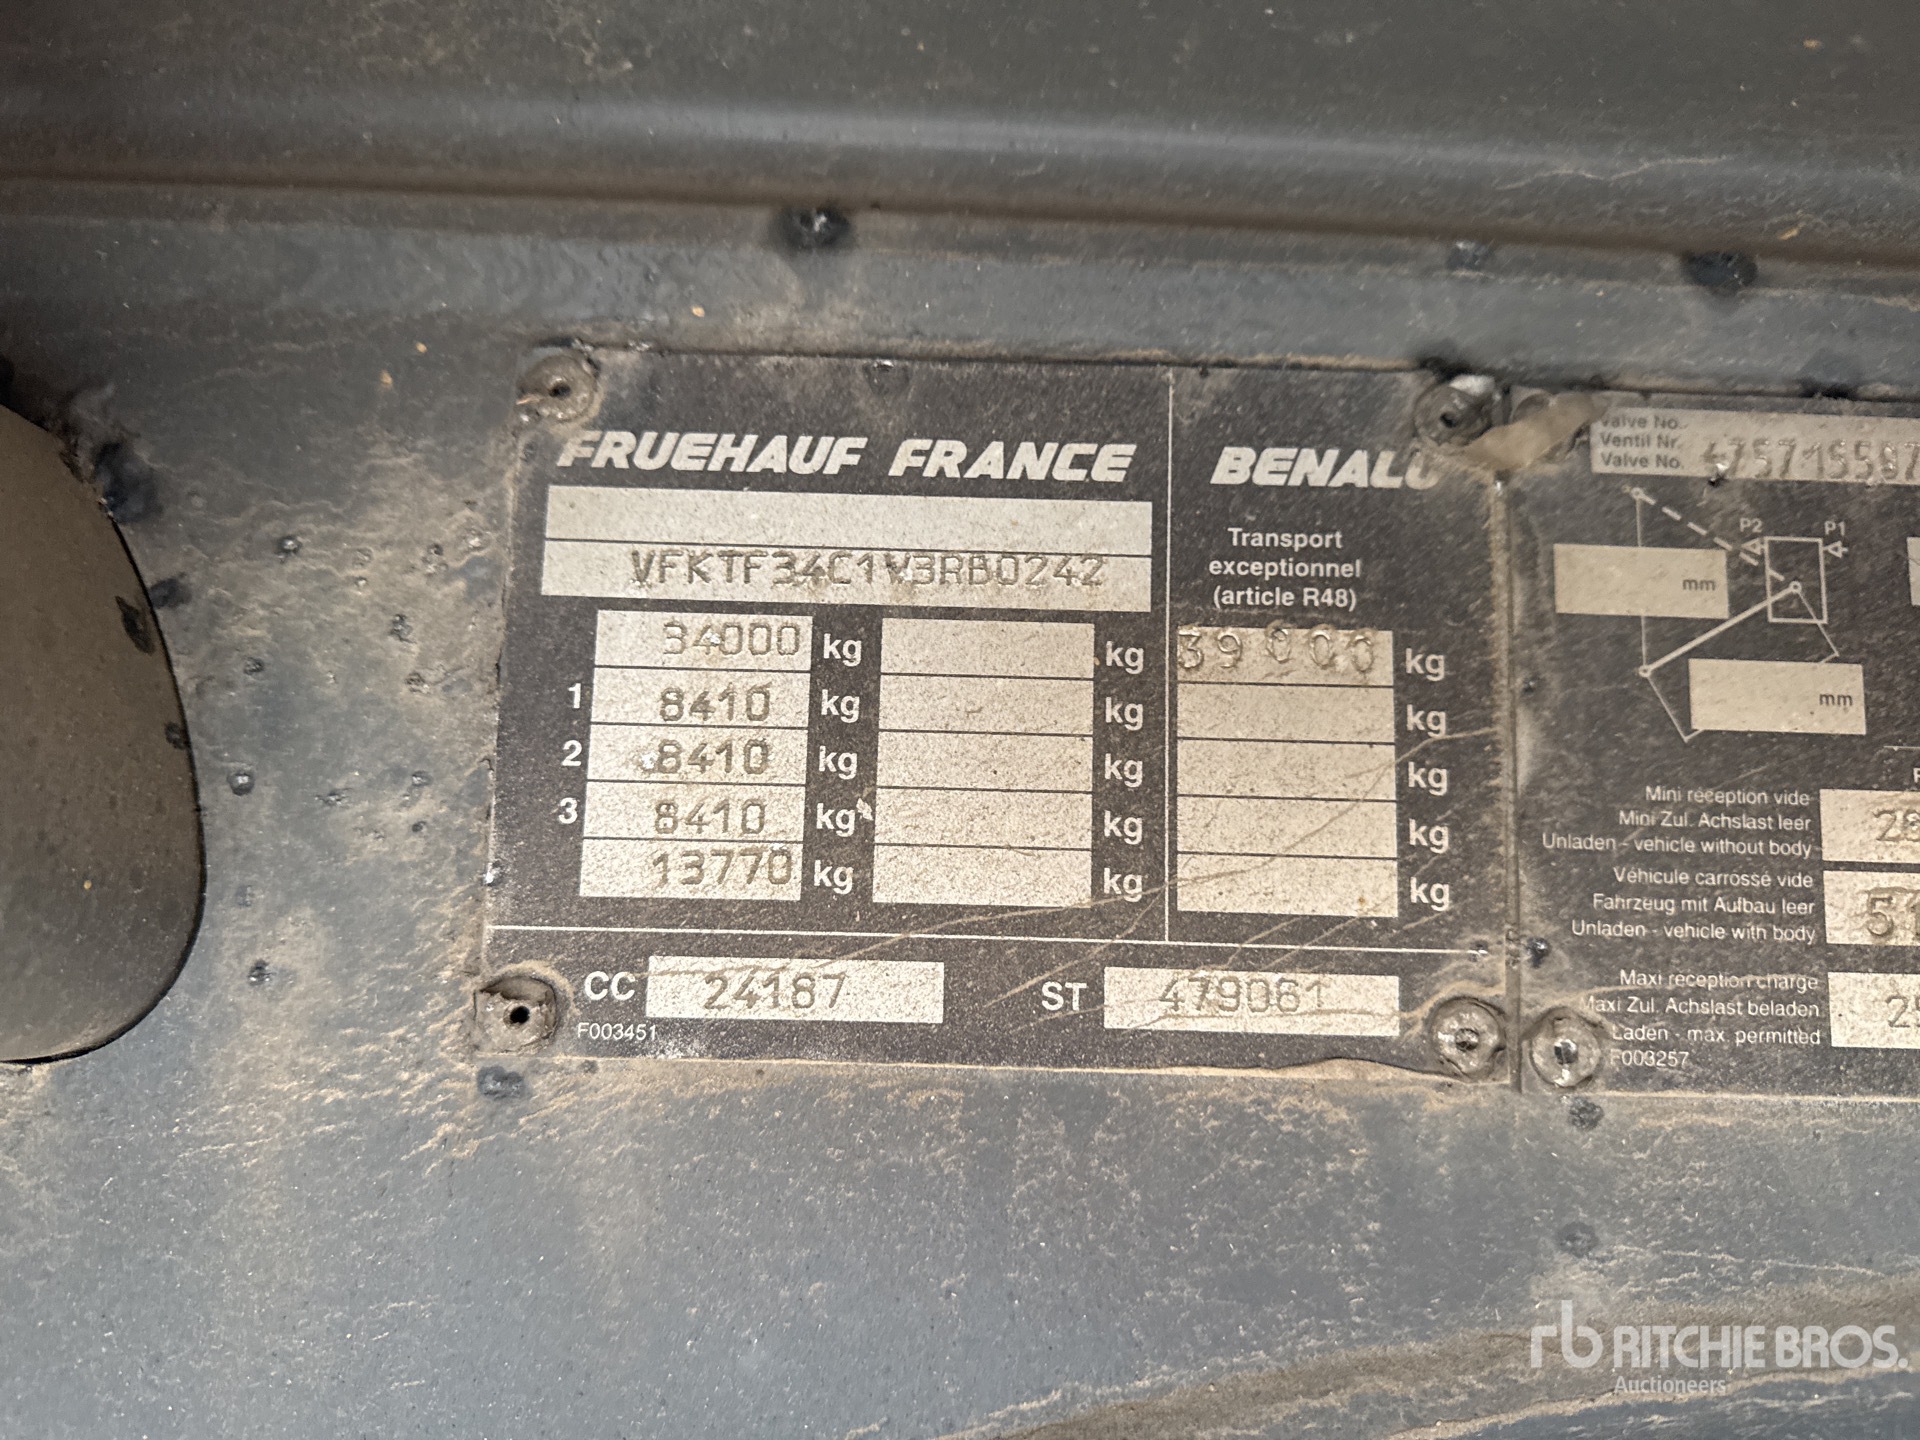 FRUEHAUF FRANCE
VFKTF34C1V3RB0242
34000 kg kg
1 8410 kg kg
2 8410 kg kg
3 8410 kg kg
13770 kg kg
CC 24187 ST 479061
F003451
BENALU
Transport
exceptionnel
(article R48)
39000 kg
kg
kg
kg
kg
Valve No.
Ventil Nr.
Valve No.
P2 P1
mm
mm
Mini réception vide
Mini Zul. Achslast leer
Unladen - vehicle without body
Véhicule carrossé vide
Fahrzeug mit Aufbau leer
Unladen - vehicle with body
51
Maxi réception charge
Maxi Zul. Achslast beladen
Laden - max. permitted
F003257
rb RITCHIE BROS.
Auctioneers